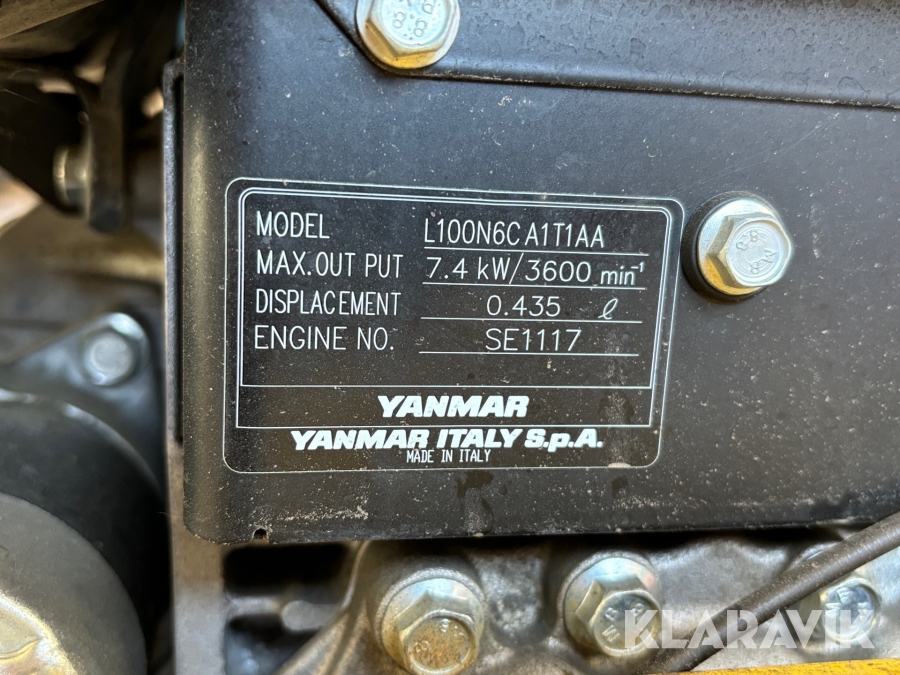 MODEL L100N6CA1T1AA
MAX.OUT PUT 7.4 kW/3600 min⁻¹
DISPLACEMENT 0.435 ℓ
ENGINE NO. SE1117
YANMAR
YANMAR ITALY S.p.A.
MADE IN ITALY
KLARAVIK